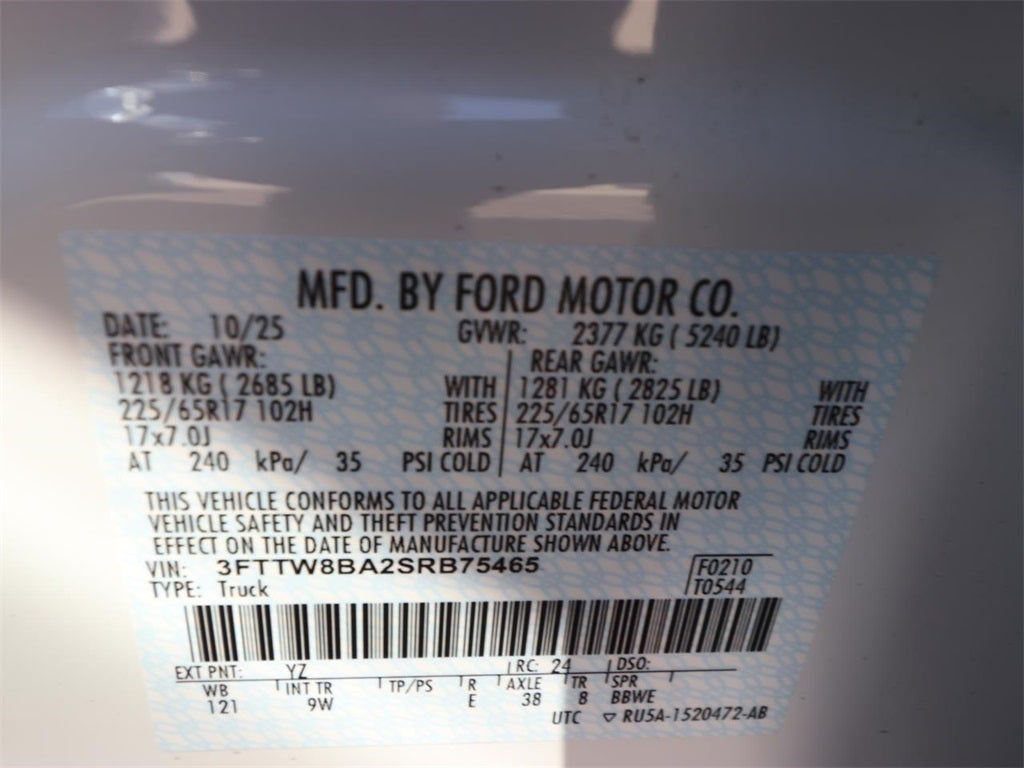 MFD. BY FORD MOTOR CO.
DATE: 10/25 GVWR: 2377 KG ( 5240 LB)
FRONT GAWR: REAR GAWR:
1218 KG ( 2685 LB) WITH 1281 KG ( 2825 LB) WITH
225/65R17 102H TIRES 225/65R17 102H TIRES
17x7.0J RIMS 17x7.0J RIMS
AT 240 kPa/ 35 PSI COLD AT 240 kPa/ 35 PSI COLD
THIS VEHICLE CONFORMS TO ALL APPLICABLE FEDERAL MOTOR
VEHICLE SAFETY AND THEFT PREVENTION STANDARDS IN
EFFECT ON THE DATE OF MANUFACTURE SHOWN ABOVE.
VIN: 3FTTW8BA2SRB75465 F0210
TYPE: Truck T0544
EXT PNT: YZ RC: 24 DSO:
WB INT TR TP/PS R AXLE TR SPR
121 9W E 38 8 BBWE
UTC ▽ RU5A-1520472-AB